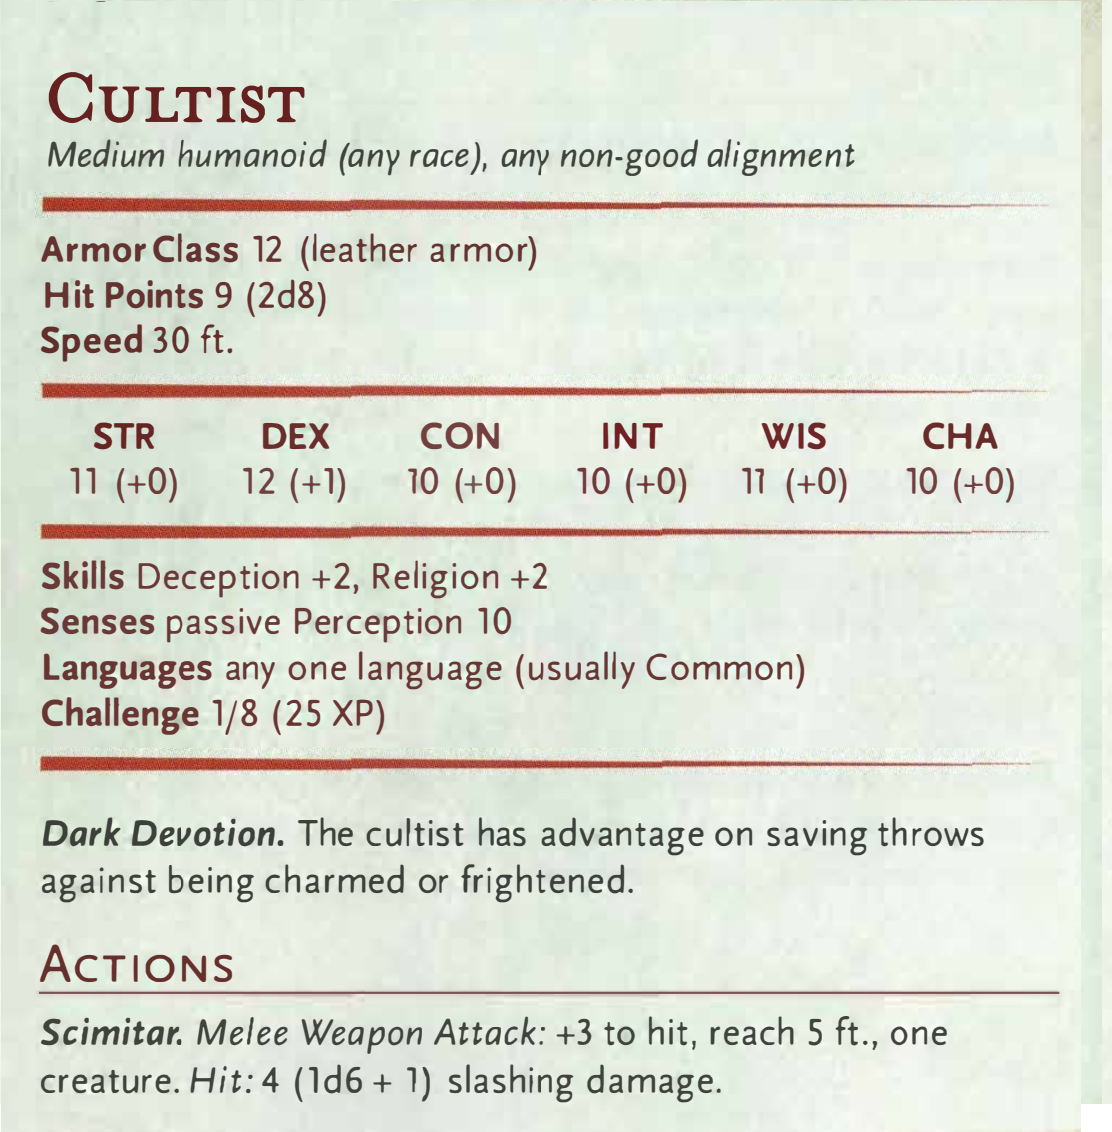 CULTIST
Medium humanoid (any race), any non-good alignment
Armor Class 12 (leather armor)
Hit Points 9 (2d8)
Speed 30 ft.
STR DEX CON INT WIS CHA
11 (+0) 12 (+1) 10 (+0) 10 (+0) 11 (+0) 10 (+0)
Skills Deception +2, Religion +2
Senses passive Perception 10
Languages any one language (usually Common)
Challenge 1/8 (25 XP)
Dark Devotion. The cultist has advantage on saving throws
against being charmed or frightened.
ACTIONS
Scimitar. Melee Weapon Attack: +3 to hit, reach 5 ft., one
creature. Hit: 4 (1d6 + 1) slashing damage.